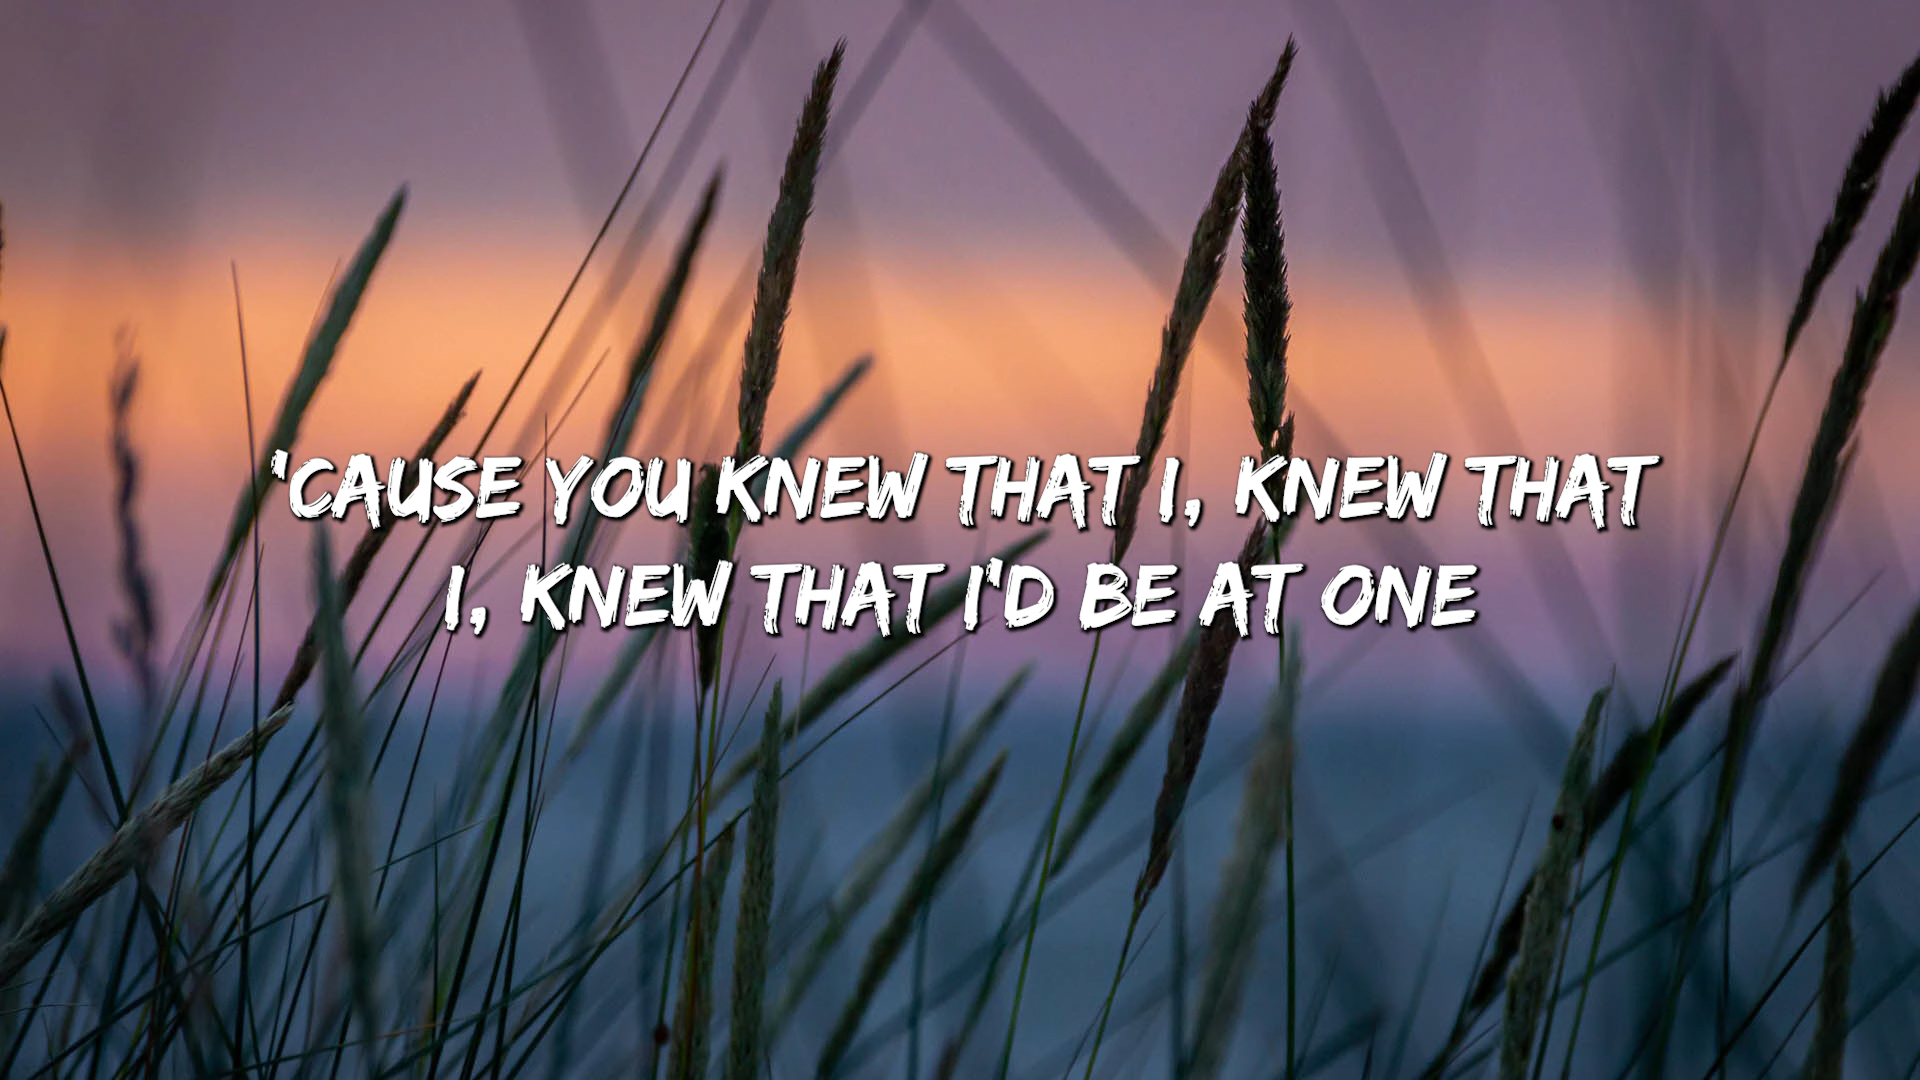 'CAUSE YOU KNEW THAT I, KNEW THAT
I, KNEW THAT I'D BE AT ONE